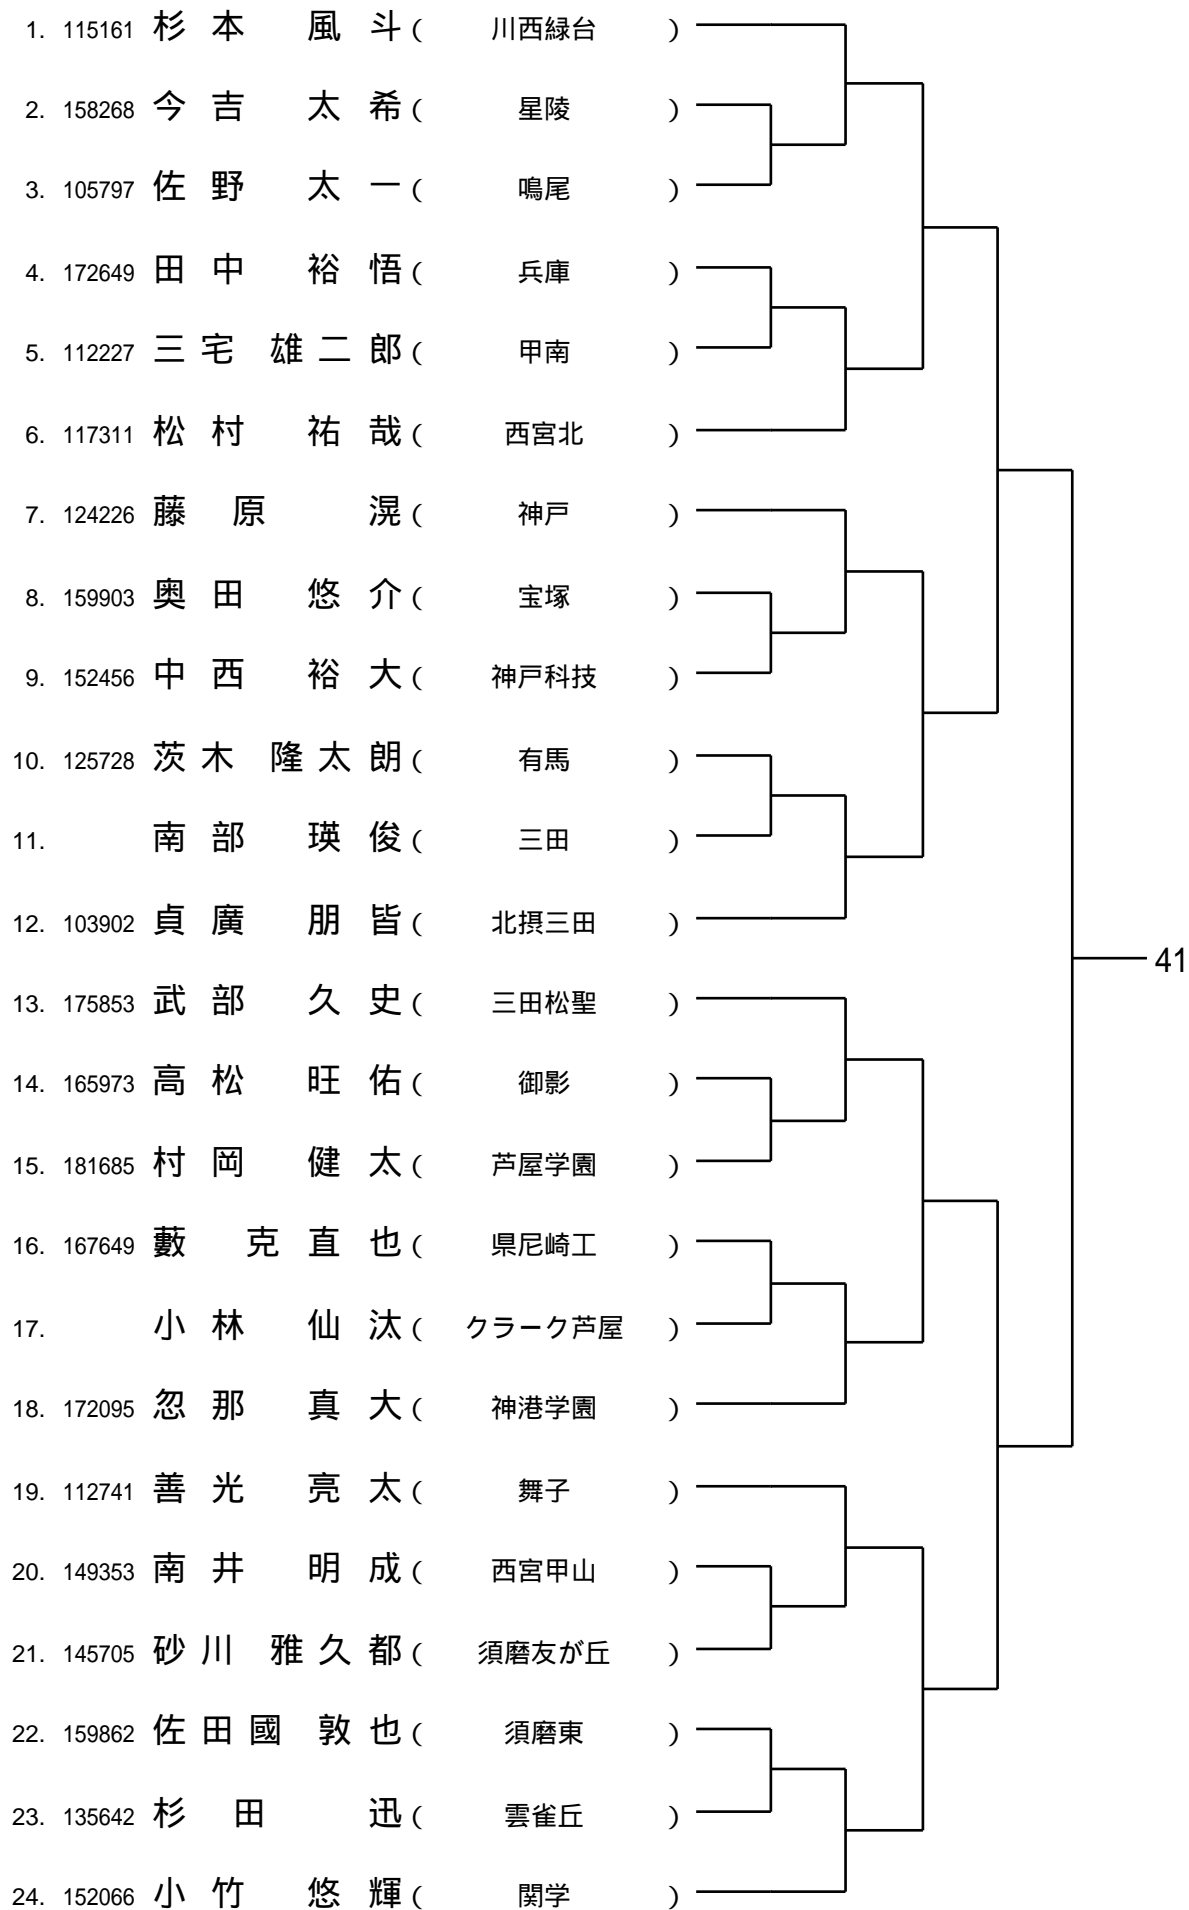 1. 115161 杉本 風斗 ( 川西緑台 )
2. 158268 今吉 太希 ( 星陵 )
3. 105797 佐野 太一 ( 鳴尾 )
4. 172649 田中 裕悟 ( 兵庫 )
5. 112227 三宅 雄二郎 ( 甲南 )
6. 117311 松村 祐哉 ( 西宮北 )
7. 124226 藤原 滉 ( 神戸 )
8. 159903 奥田 悠介 ( 宝塚 )
9. 152456 中西 裕大 ( 神戸科技 )
10. 125728 茨木 隆太朗 ( 有馬 )
11. 南部 瑛俊 ( 三田 )
12. 103902 貞廣 朋皆 ( 北摂三田 )
41
13. 175853 武部 久史 ( 三田松聖 )
14. 165973 高松 旺佑 ( 御影 )
15. 181685 村岡 健太 ( 芦屋学園 )
16. 167649 藪 克直也 ( 県尼崎工 )
17. 小林 仙汰 ( クラーク芦屋 )
18. 172095 忽那 真大 ( 神港学園 )
19. 112741 善光 亮太 ( 舞子 )
20. 149353 南井 明成 ( 西宮甲山 )
21. 145705 砂川 雅久都 ( 須磨友が丘 )
22. 159862 佐田國 敦也 ( 須磨東 )
23. 135642 杉田 迅 ( 雲雀丘 )
24. 152066 小竹 悠輝 ( 関学 )